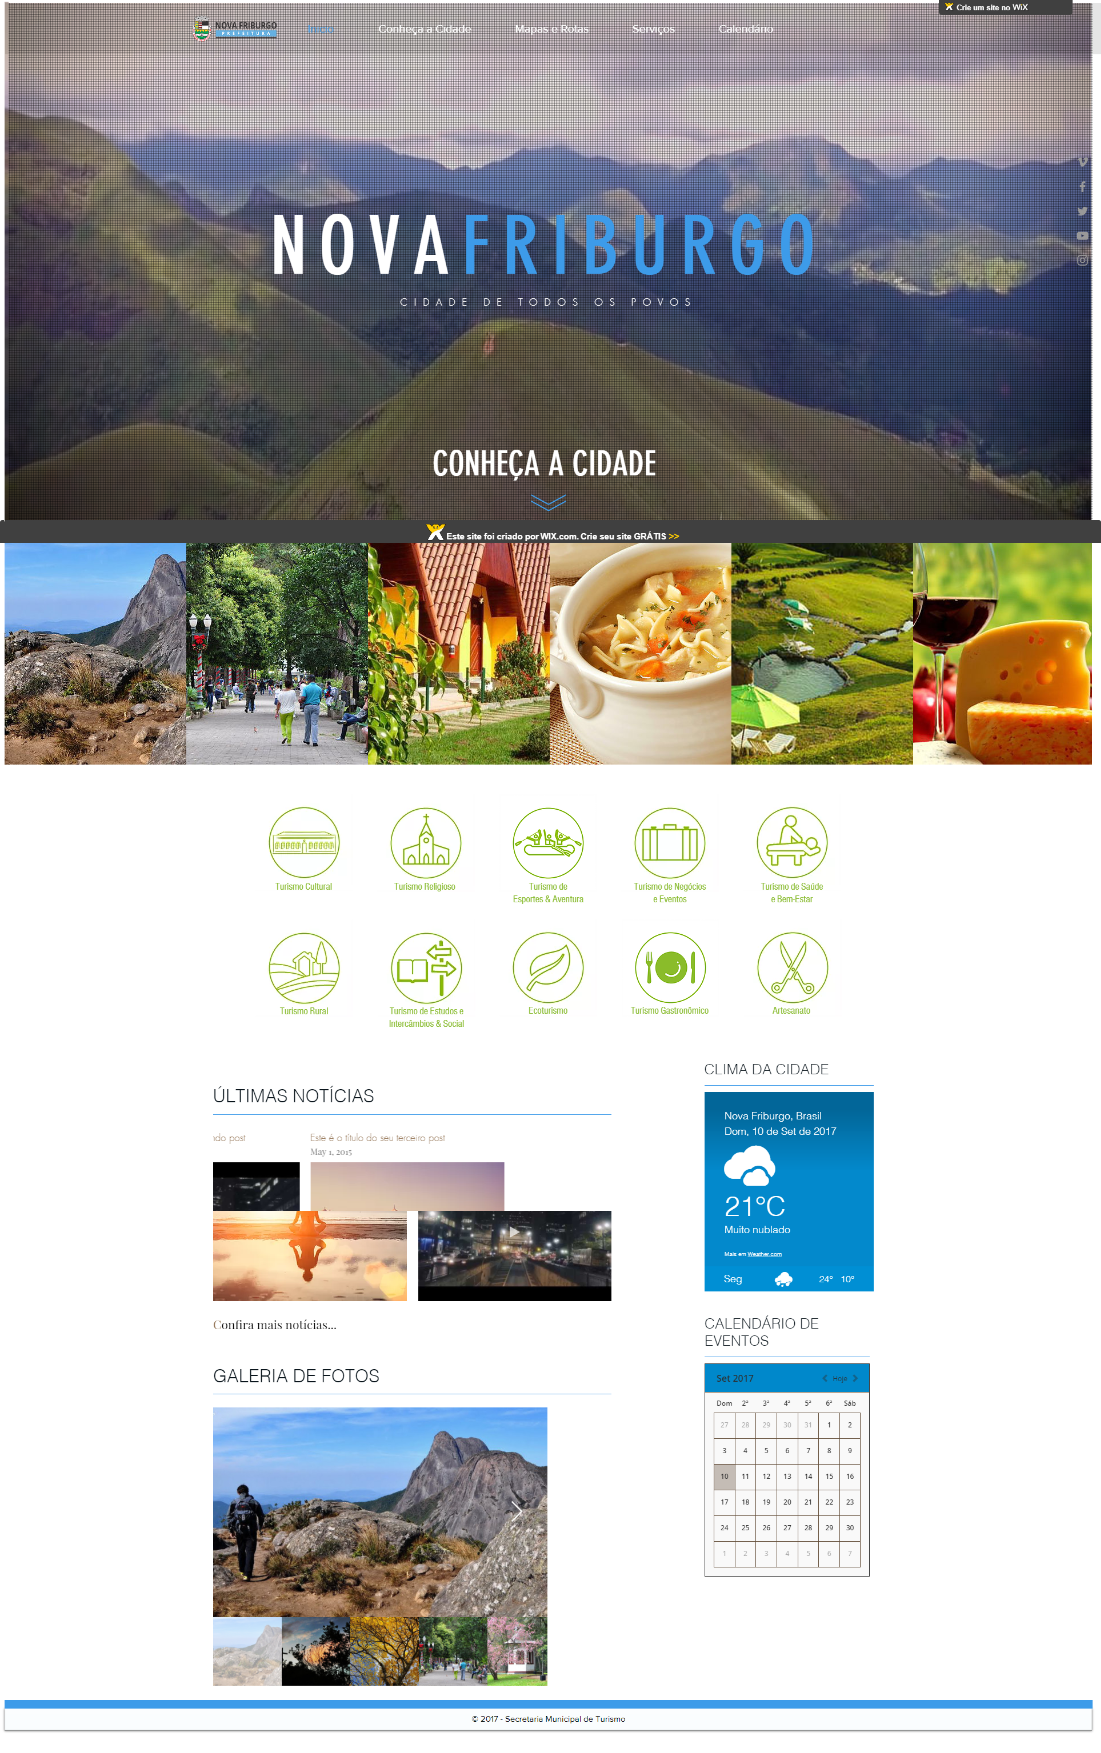 Crie um site no WiX
NOVA FRIBURGO
PREFEITURA
Conheça a Cidade
Mapas e Rotas
Serviços
Calendário
NOVAFRIBURGO
CIDADE DE TODOS OS POVOS
CONHEÇA A CIDADE
Este site foi criado por WIX.com. Crie seu site GRÁTIS >>
Turismo Cultural
Turismo Religioso
Turismo de
Esportes & Aventura
Turismo de Negócios
e Eventos
Turismo de Saúde
e Bem-Estar
Turismo Rural
Turismo de Estudos e
Intercâmbios & Social
Ecoturismo
Turismo Gastronômico
Artesanato
ÚLTIMAS NOTÍCIAS
ndo post
Este é o título do seu terceiro post
May 1, 2015
Confira mais notícias...
GALERIA DE FOTOS
CLIMA DA CIDADE
Nova Friburgo, Brasil
Dom, 10 de Set de 2017
21°C
Muito nublado
Mais em Weather.com
Seg 24° 10°
CALENDÁRIO DE
EVENTOS
Set 2017 Hoje
Dom 2ª 3ª 4ª 5ª 6ª Sáb
27 28 29 30 31 1 2
3 4 5 6 7 8 9
10 11 12 13 14 15 16
17 18 19 20 21 22 23
24 25 26 27 28 29 30
1 2 3 4 5 6 7
© 2017 - Secretaria Municipal de Turismo